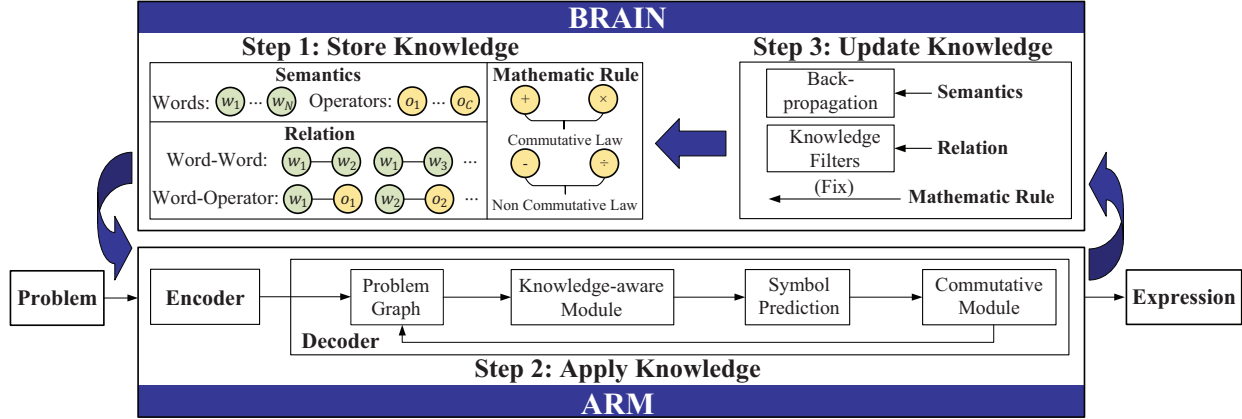 BRAIN
Step 1: Store Knowledge
Semantics
Words: w1 ... wN Operators: o1 ... oC
Relation
Word-Word: w1 w2 w1 w3 ...
Word-Operator: w1 o1 w2 o2 ...
Mathematic Rule
+ ×
Commutative Law
- ÷
Non Commutative Law
Step 3: Update Knowledge
Back-
propagation
Semantics
Knowledge
Filters
Relation
(Fix)
Mathematic Rule
Problem
Encoder
Problem
Graph
Knowledge-aware
Module
Symbol
Prediction
Commutative
Module
Decoder
Expression
Step 2: Apply Knowledge
ARM